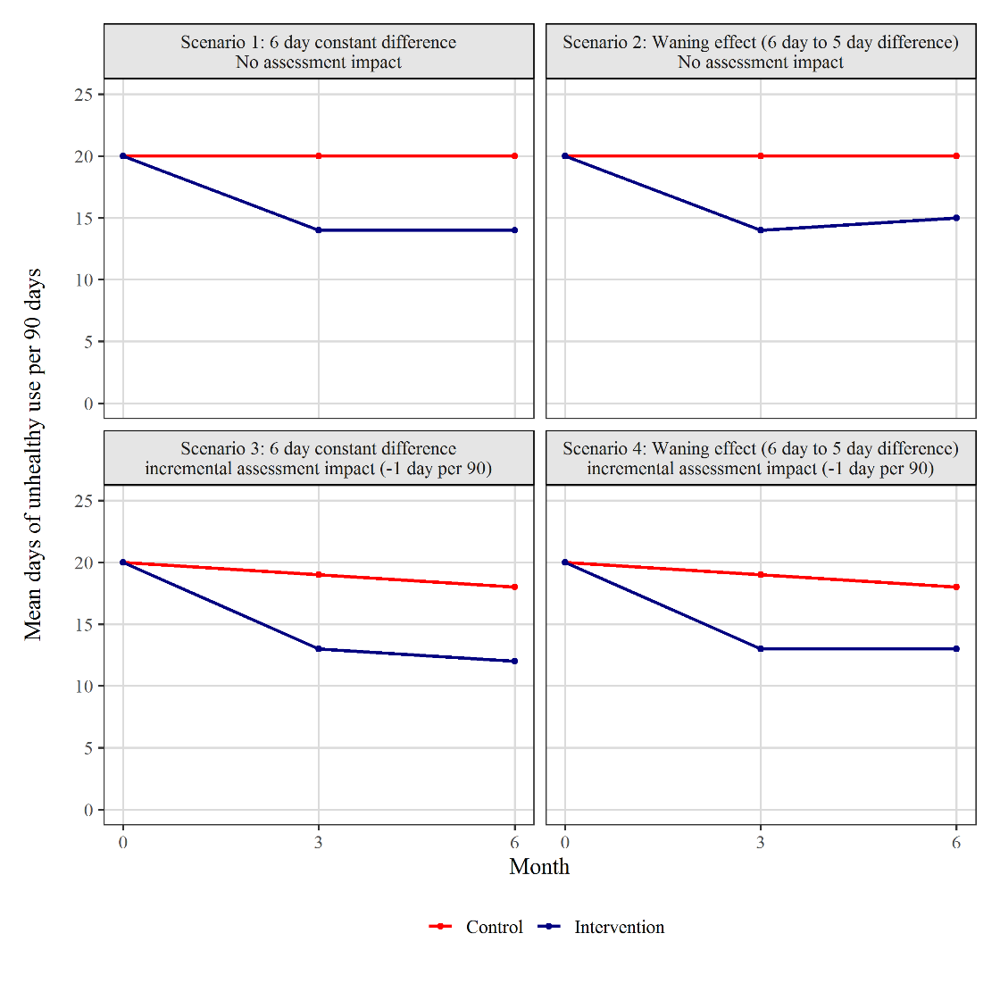 Scenario 1: 6 day constant difference
No assessment impact
Scenario 2: Waning effect (6 day to 5 day difference)
No assessment impact
25
20
15
10
5
0
Scenario 3: 6 day constant difference
incremental assessment impact (-1 day per 90)
Scenario 4: Waning effect (6 day to 5 day difference)
incremental assessment impact (-1 day per 90)
25
20
15
10
5
0
0
3
6
0
3
6
Mean days of unhealthy use per 90 days
Month
Control
Intervention